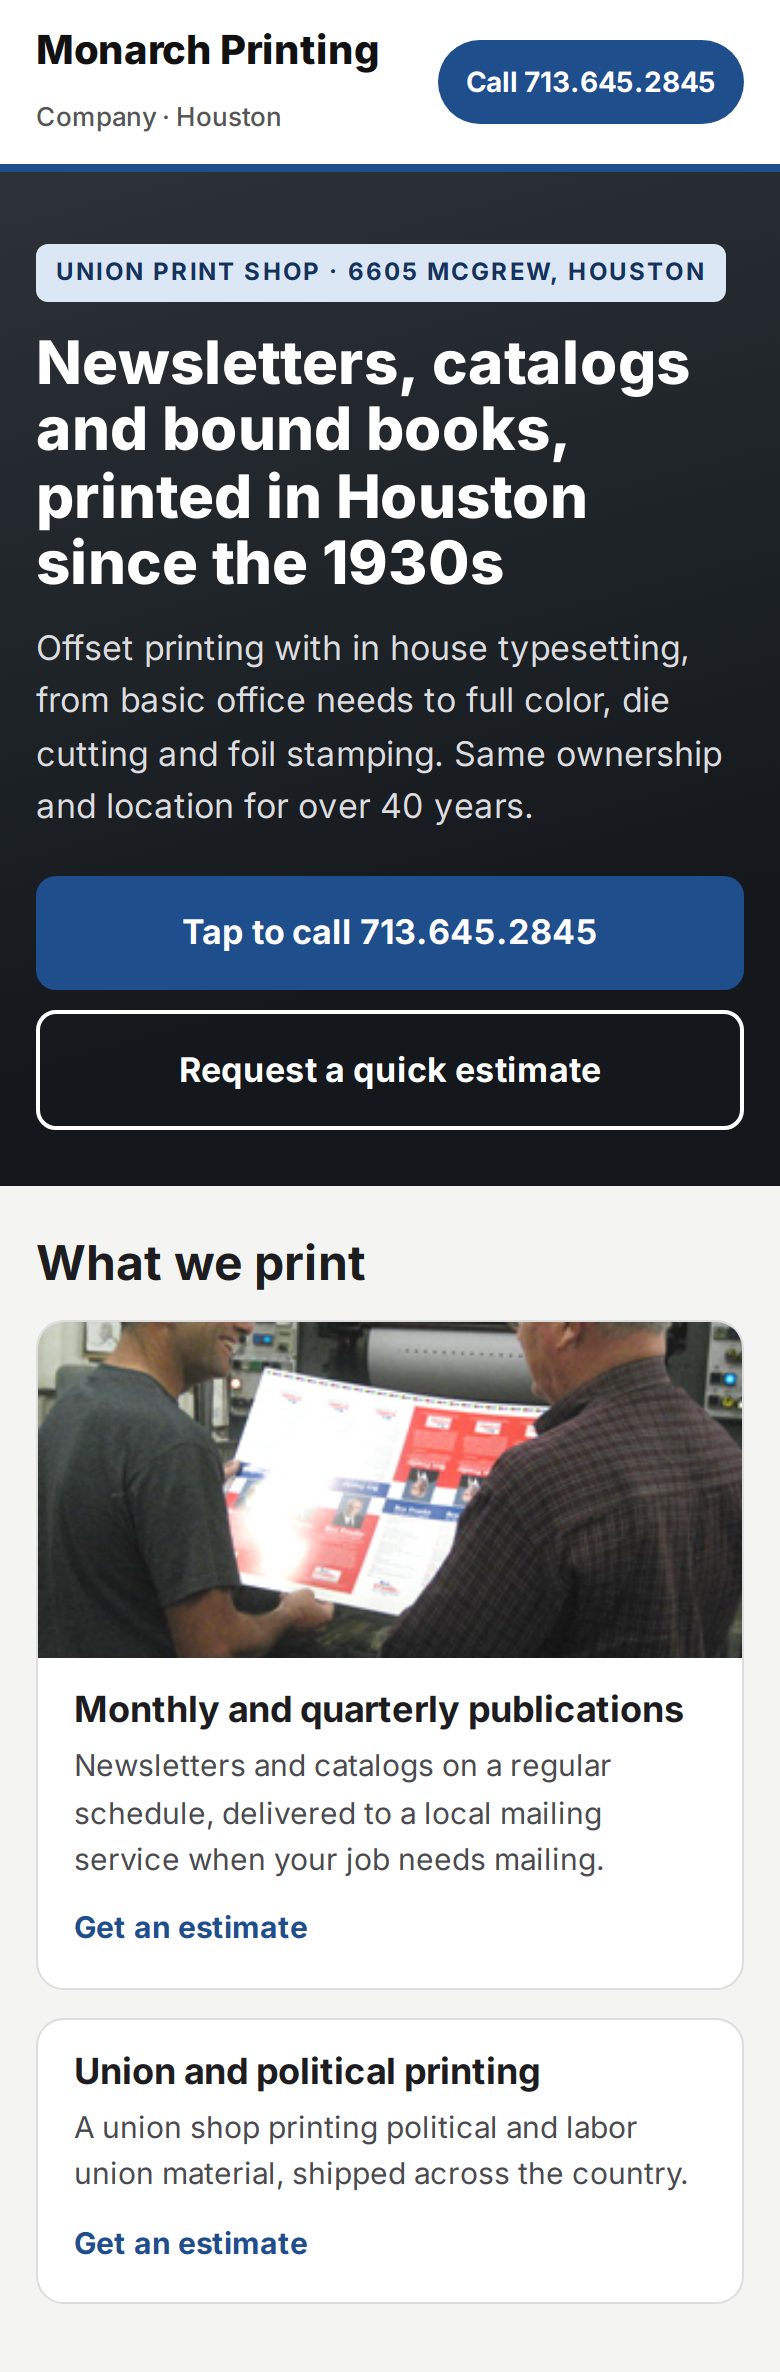 Monarch Printing
Company · Houston
Call 713.645.2845
UNION PRINT SHOP · 6605 MCGREW, HOUSTON
Newsletters, catalogs
and bound books,
printed in Houston
since the 1930s
Offset printing with in house typesetting,
from basic office needs to full color, die
cutting and foil stamping. Same ownership
and location for over 40 years.
Tap to call 713.645.2845
Request a quick estimate
What we print
Monthly and quarterly publications
Newsletters and catalogs on a regular
schedule, delivered to a local mailing
service when your job needs mailing.
Get an estimate
Union and political printing
A union shop printing political and labor
union material, shipped across the country.
Get an estimate